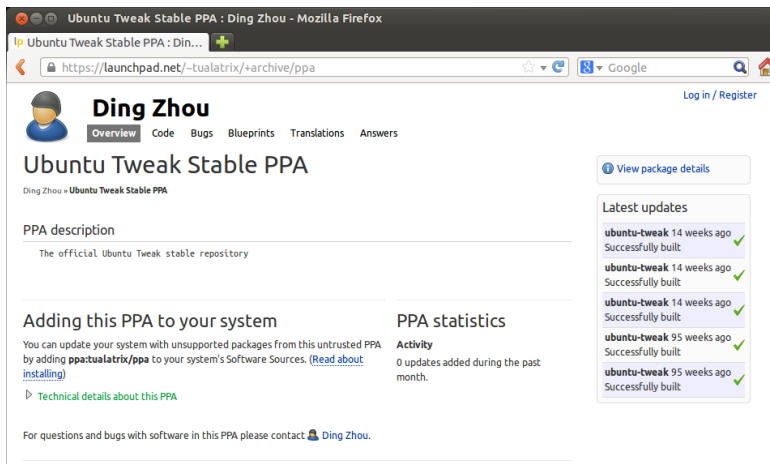 Ubuntu Tweak Stable PPA : Ding Zhou - Mozilla Firefox
lp Ubuntu Tweak Stable PPA : Din...
https://launchpad.net/~tualatrix/+archive/ppa
Google
Log in / Register
Ding Zhou
Overview Code Bugs Blueprints Translations Answers
Ubuntu Tweak Stable PPA
Ding Zhou » Ubuntu Tweak Stable PPA
View package details
PPA description
The official Ubuntu Tweak stable repository
Latest updates
ubuntu-tweak 14 weeks ago
Successfully built
ubuntu-tweak 14 weeks ago
Successfully built
ubuntu-tweak 14 weeks ago
Successfully built
ubuntu-tweak 95 weeks ago
Successfully built
ubuntu-tweak 95 weeks ago
Successfully built
Adding this PPA to your system
You can update your system with unsupported packages from this untrusted PPA
by adding ppa:tualatrix/ppa to your system's Software Sources. (Read about
installing)
Technical details about this PPA
PPA statistics
Activity
0 updates added during the past
month.
For questions and bugs with software in this PPA please contact Ding Zhou.